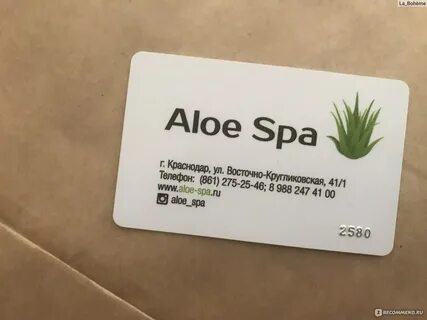 La_Bohème
Aloe Spa
г. Краснодар, ул. Восточно-Кругликовская, 41/1
Телефон: (861) 275-25-46; 8 988 247 41 00
www.aloe-spa.ru
aloe_spa
2580
IRECOMMEND.RU